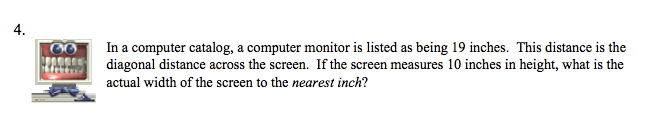 4.
In a computer catalog, a computer monitor is listed as being 19 inches.  This distance is the
diagonal distance across the screen.  If the screen measures 10 inches in height, what is the
actual width of the screen to the nearest inch?